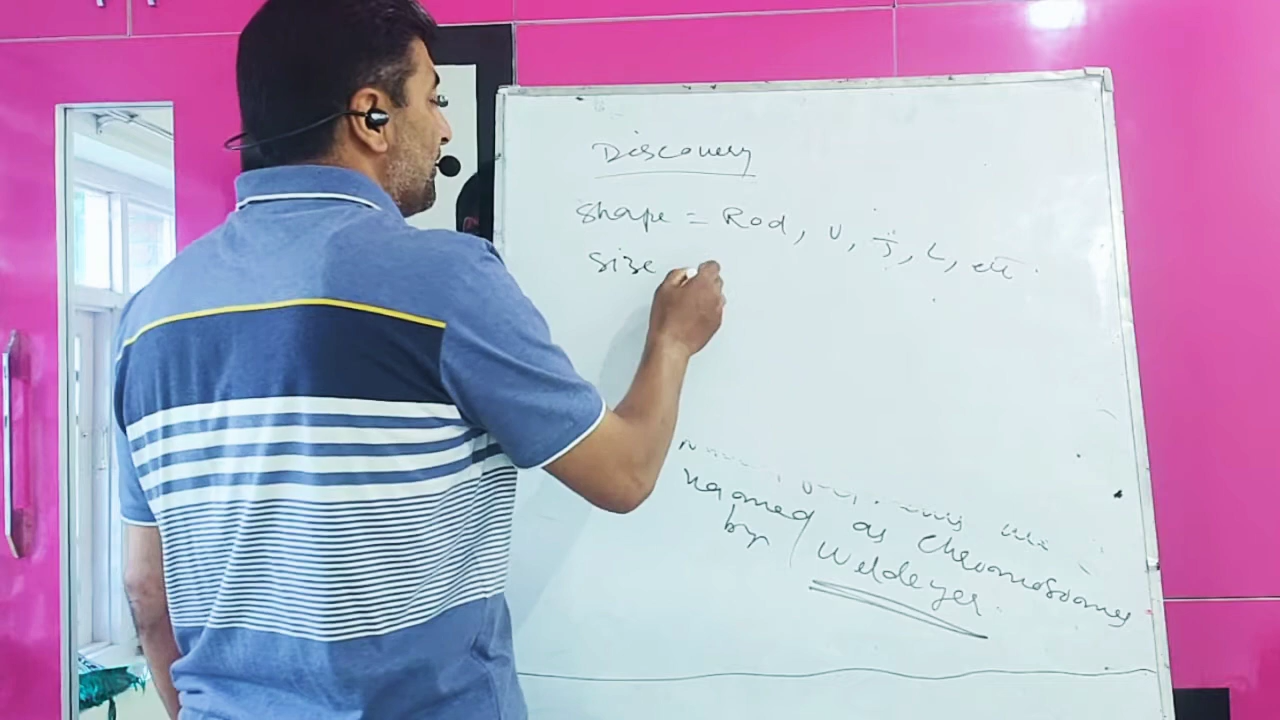 Discovery
shape = Rod, U, J, L, etc
size
Named as chromosomes
by Weldeyer.